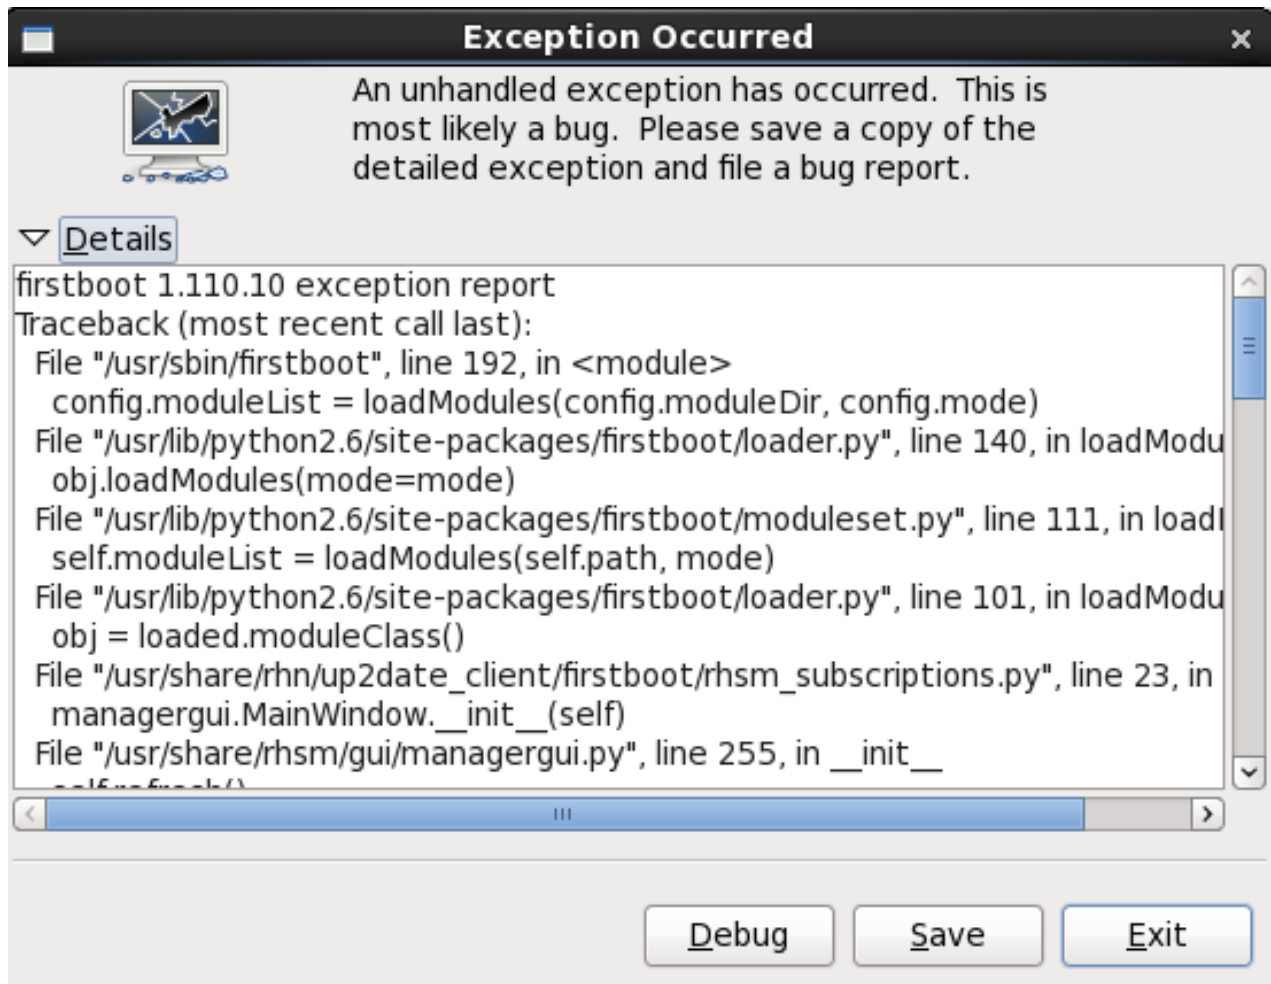 Exception Occurred
An unhandled exception has occurred.  This is
most likely a bug.  Please save a copy of the
detailed exception and file a bug report.
Details
firstboot 1.110.10 exception report
Traceback (most recent call last):
  File "/usr/sbin/firstboot", line 192, in <module>
    config.moduleList = loadModules(config.moduleDir, config.mode)
  File "/usr/lib/python2.6/site-packages/firstboot/loader.py", line 140, in loadModu
    obj.loadModules(mode=mode)
  File "/usr/lib/python2.6/site-packages/firstboot/moduleset.py", line 111, in load
    self.moduleList = loadModules(self.path, mode)
  File "/usr/lib/python2.6/site-packages/firstboot/loader.py", line 101, in loadModu
    obj = loaded.moduleClass()
  File "/usr/share/rhn/up2date_client/firstboot/rhsm_subscriptions.py", line 23, in
    managergui.MainWindow.__init__(self)
  File "/usr/share/rhsm/gui/managergui.py", line 255, in __init__
    self.refresh()
Debug
Save
Exit